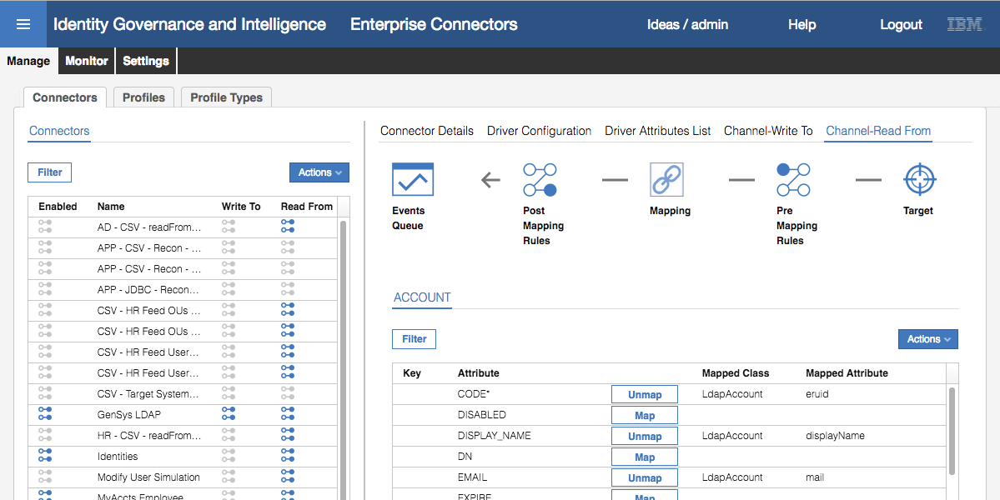 Identity Governance and Intelligence Enterprise Connectors Ideas / admin Help Logout IBM
Manage Monitor Settings
Connectors Profiles Profile Types
Connectors
Filter
Actions
Enabled Name Write To Read From
AD - CSV - readFrom...
APP - CSV - Recon - ...
APP - CSV - Recon - ...
APP - JDBC - Recon...
CSV - HR Feed OUs ...
CSV - HR Feed OUs ...
CSV - HR Feed User...
CSV - HR Feed User...
CSV - Target System...
GenSys LDAP
HR - CSV - readFrom...
Identities
Modify User Simulation
MyAccts Employee
Connector Details Driver Configuration Driver Attributes List Channel-Write To Channel-Read From
Events
Queue
Post
Mapping
Rules
Mapping
Pre
Mapping
Rules
Target
ACCOUNT
Filter
Actions
Key Attribute Mapped Class Mapped Attribute
CODE* Unmap LdapAccount eruid
DISABLED Map
DISPLAY_NAME Unmap LdapAccount displayName
DN Map
EMAIL Unmap LdapAccount mail
EXPIRE Map